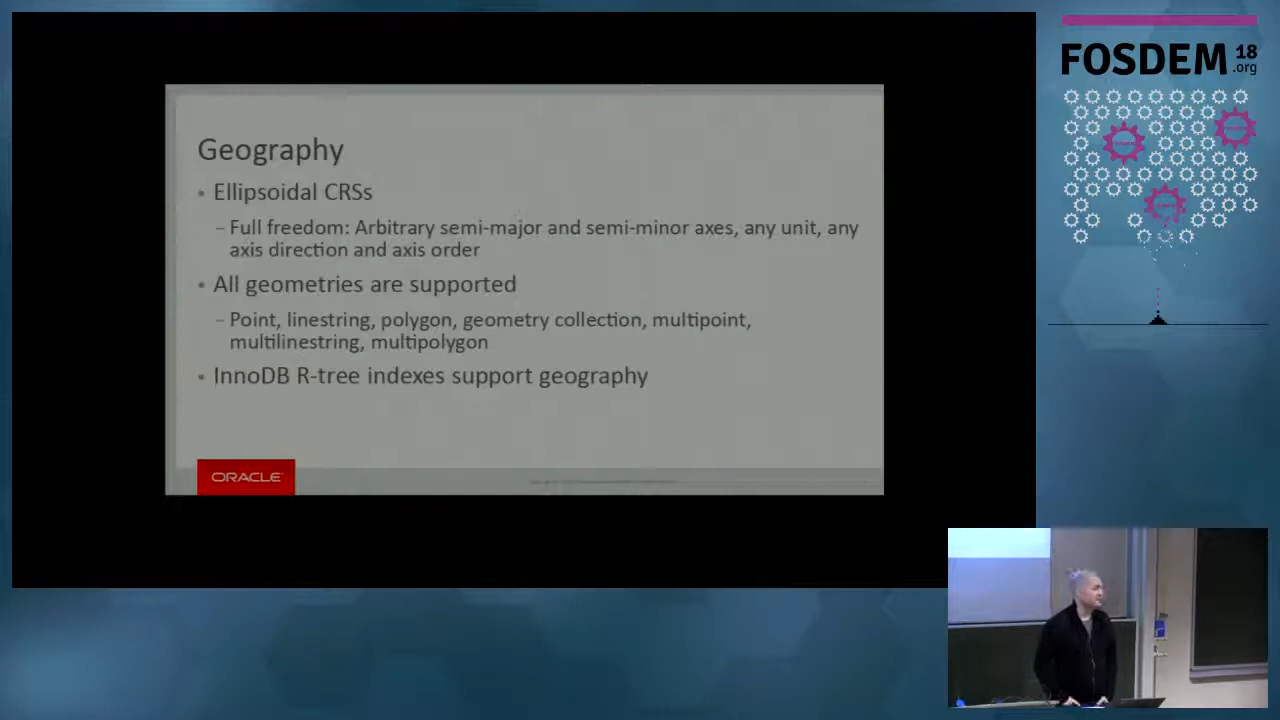 Geography
• Ellipsoidal CRSs
– Full freedom: Arbitrary semi-major and semi-minor axes, any unit, any
axis direction and axis order
• All geometries are supported
– Point, linestring, polygon, geometry collection, multipoint,
multilinestring, multipolygon
• InnoDB R-tree indexes support geography
ORACLE
FOSDEM 18
.org